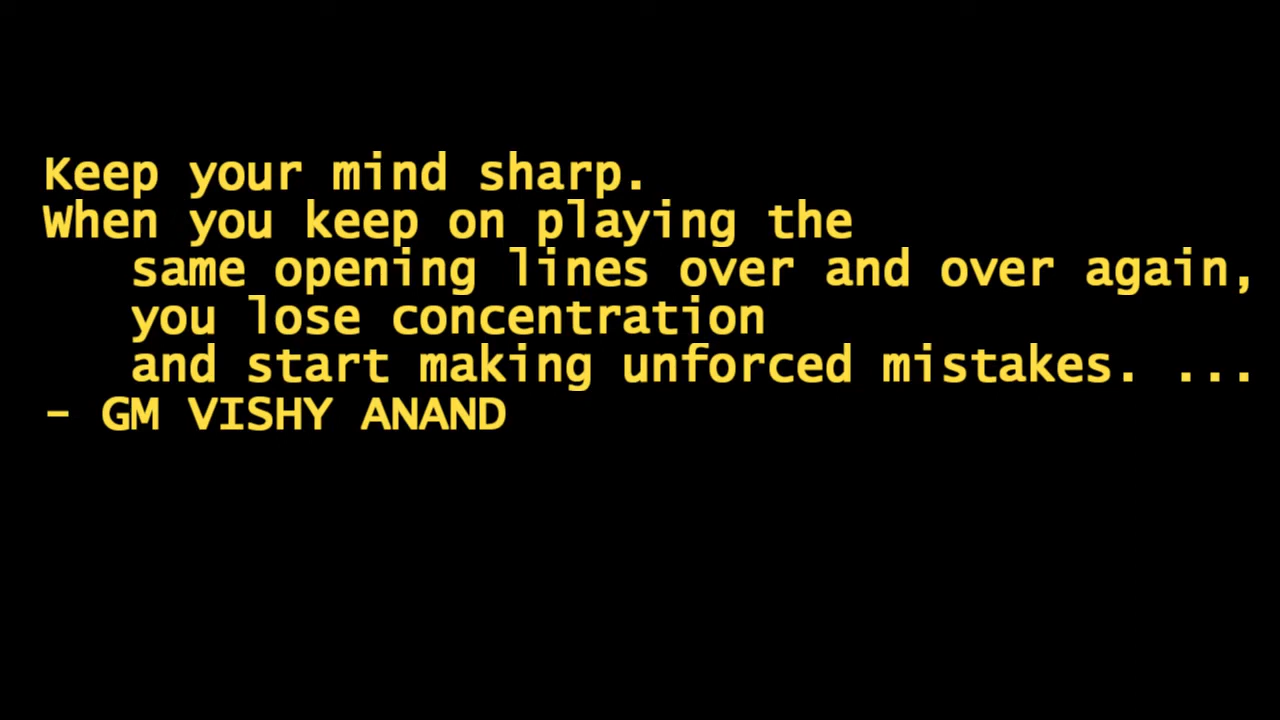 Keep your mind sharp.
When you keep on playing the
same opening lines over and over again,
you lose concentration
and start making unforced mistakes. ...
- GM VISHY ANAND